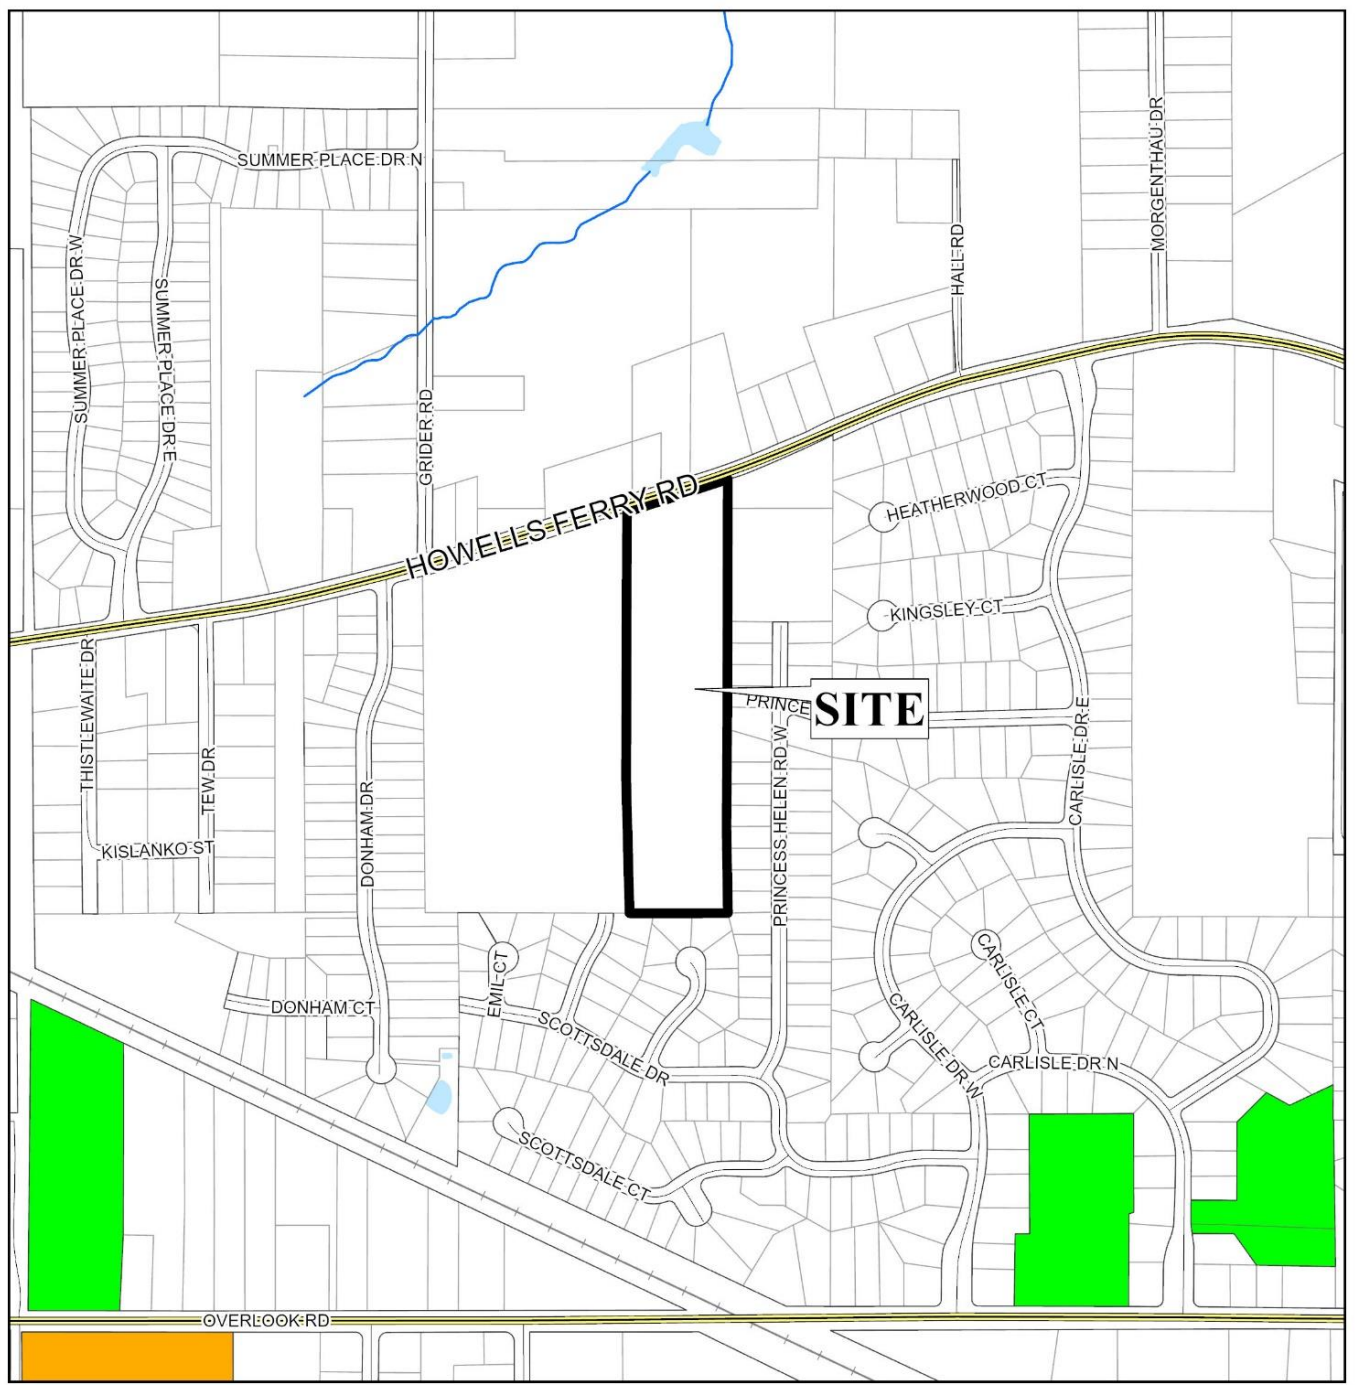 SUMMER PLACE DR N
MORGENTHAU DR
SUMMER PLACE DR W
SUMMER PLACE DR E
HALL RD
GRIDER RD
HOWELLS FERRY RD
HEATHERWOOD CT
KINGSLEY CT
THISTLEWAITE DR
TEW DR
DONHAM DR
PRINCE
SITE
PRINCESS HELEN RD W
CARLISLE DR E
KISLANKO ST
EMIL CT
CARLISLE CT
DONHAM CT
SCOTTSDALE DR
CARLISLE DR W
CARLISLE DR N
SCOTTSDALE CT
OVERLOOK RD